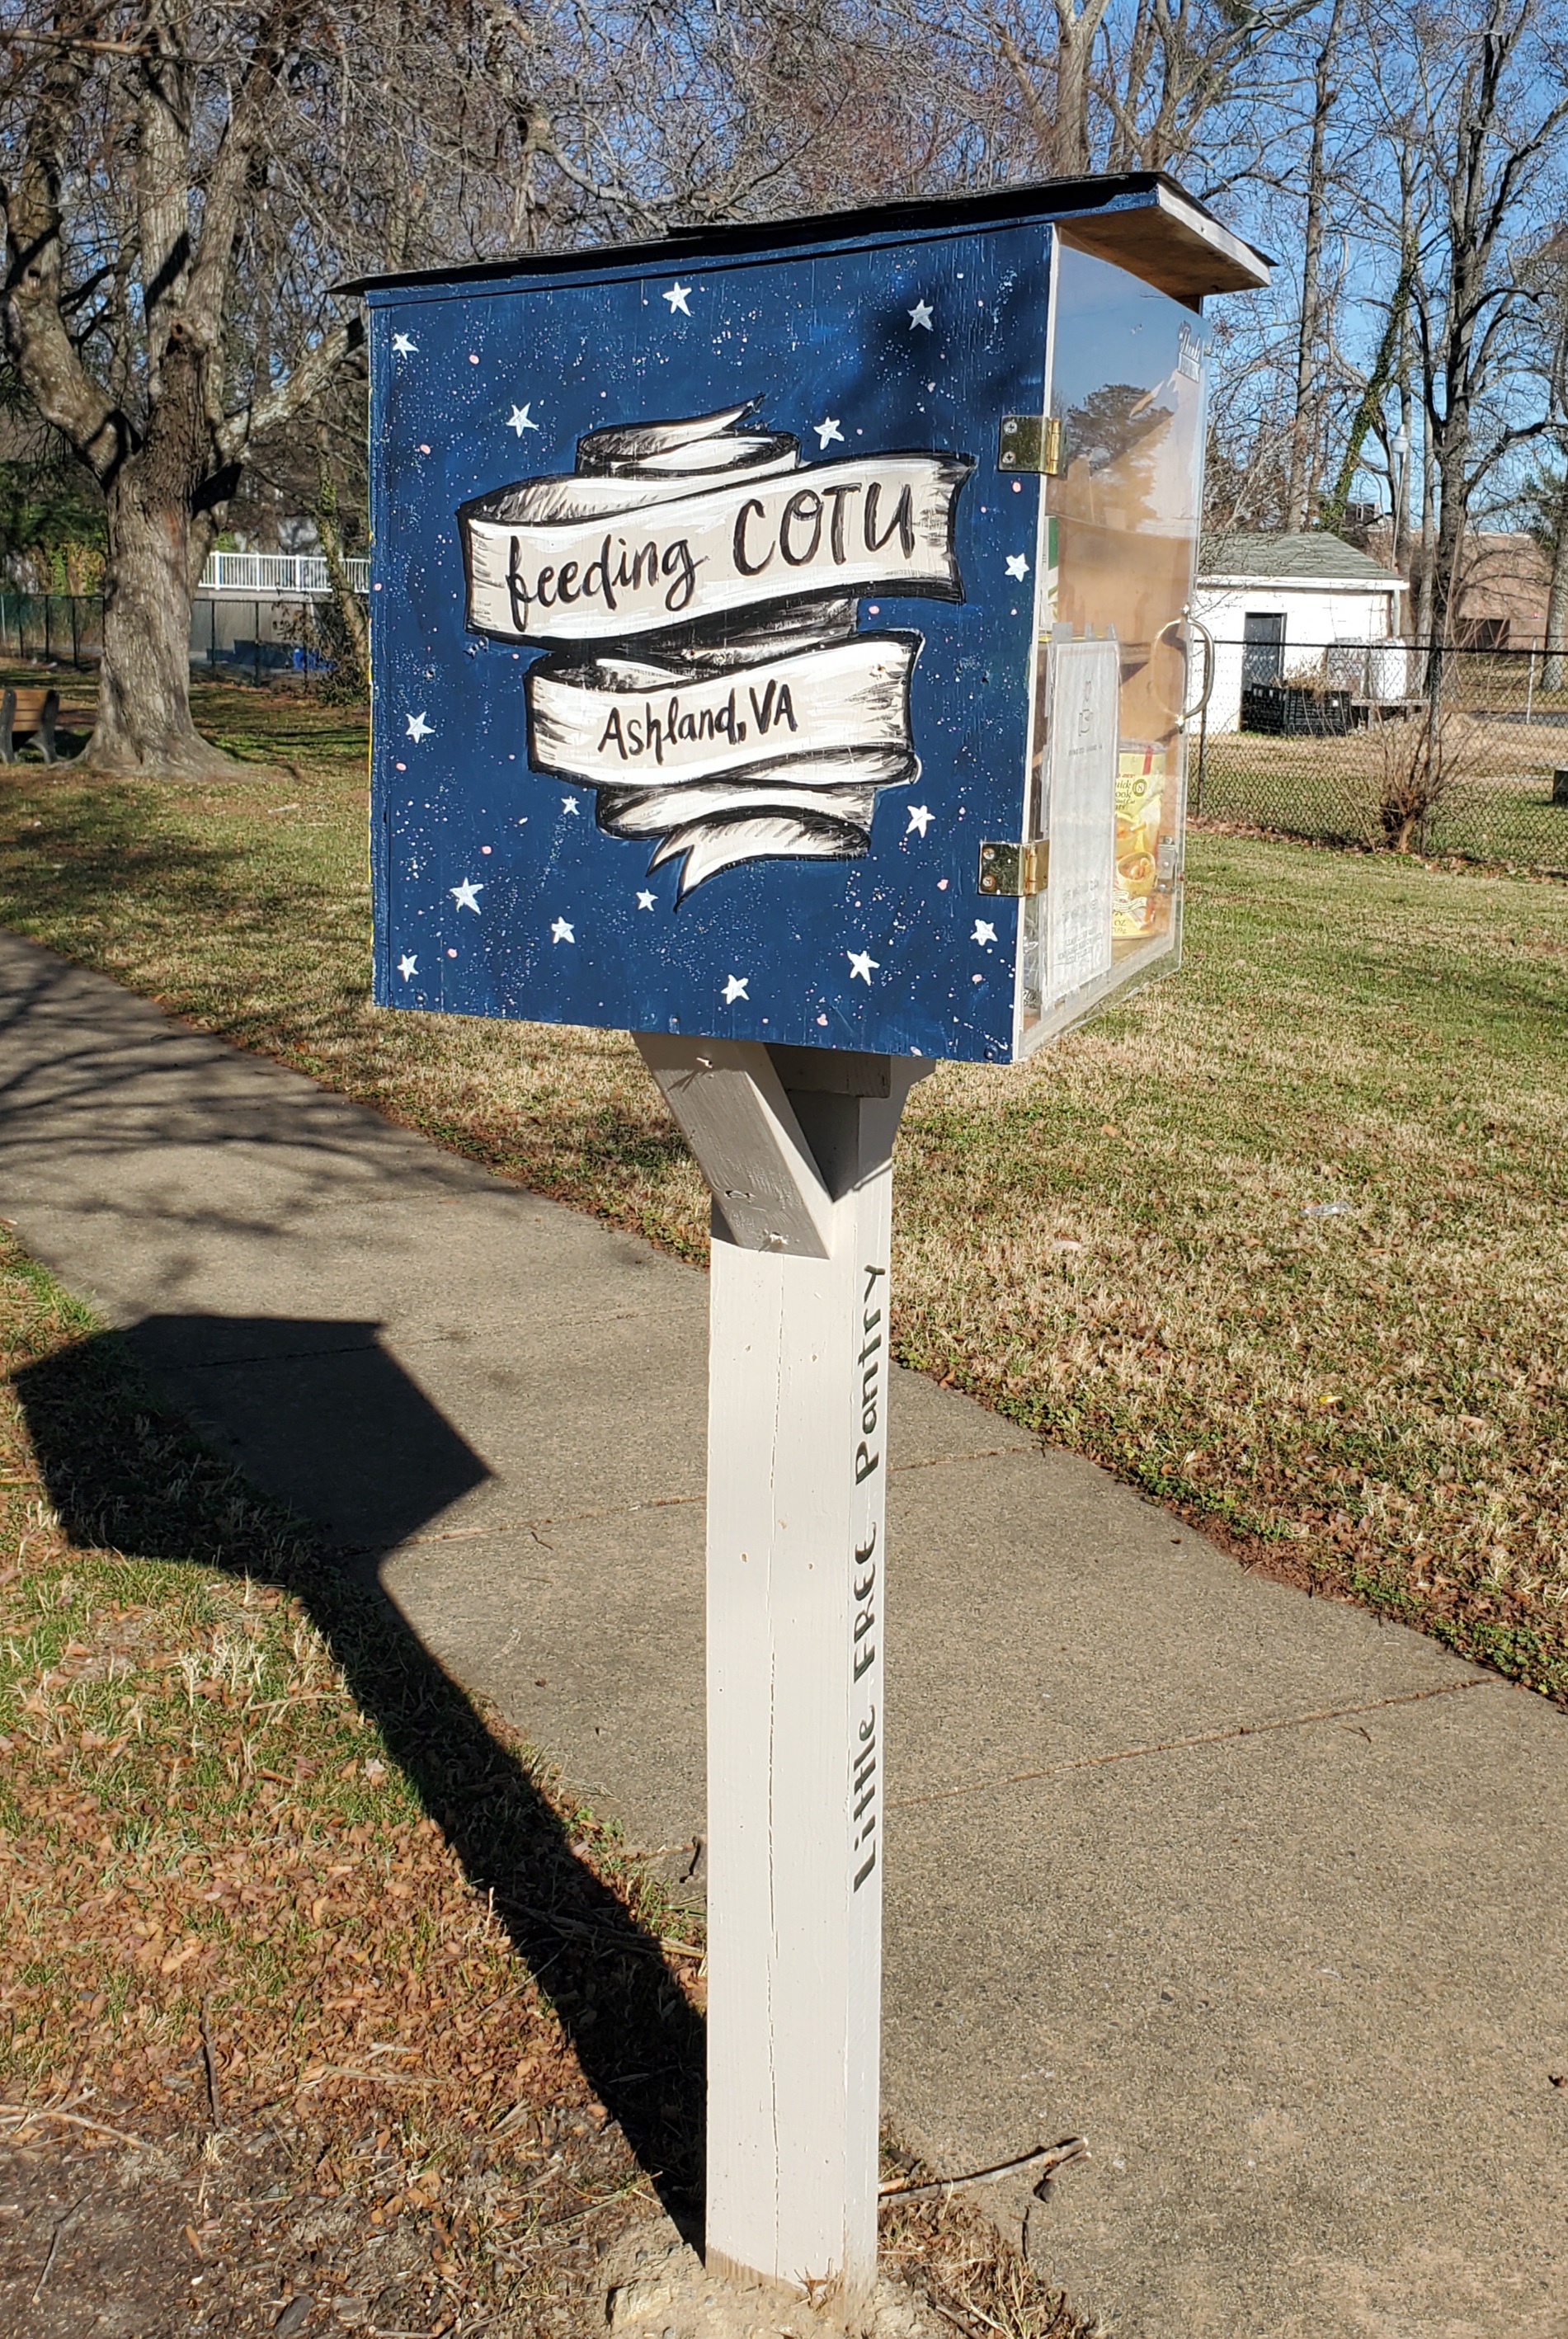 feeding COTU
Ashland, VA
Little FREE Pantry